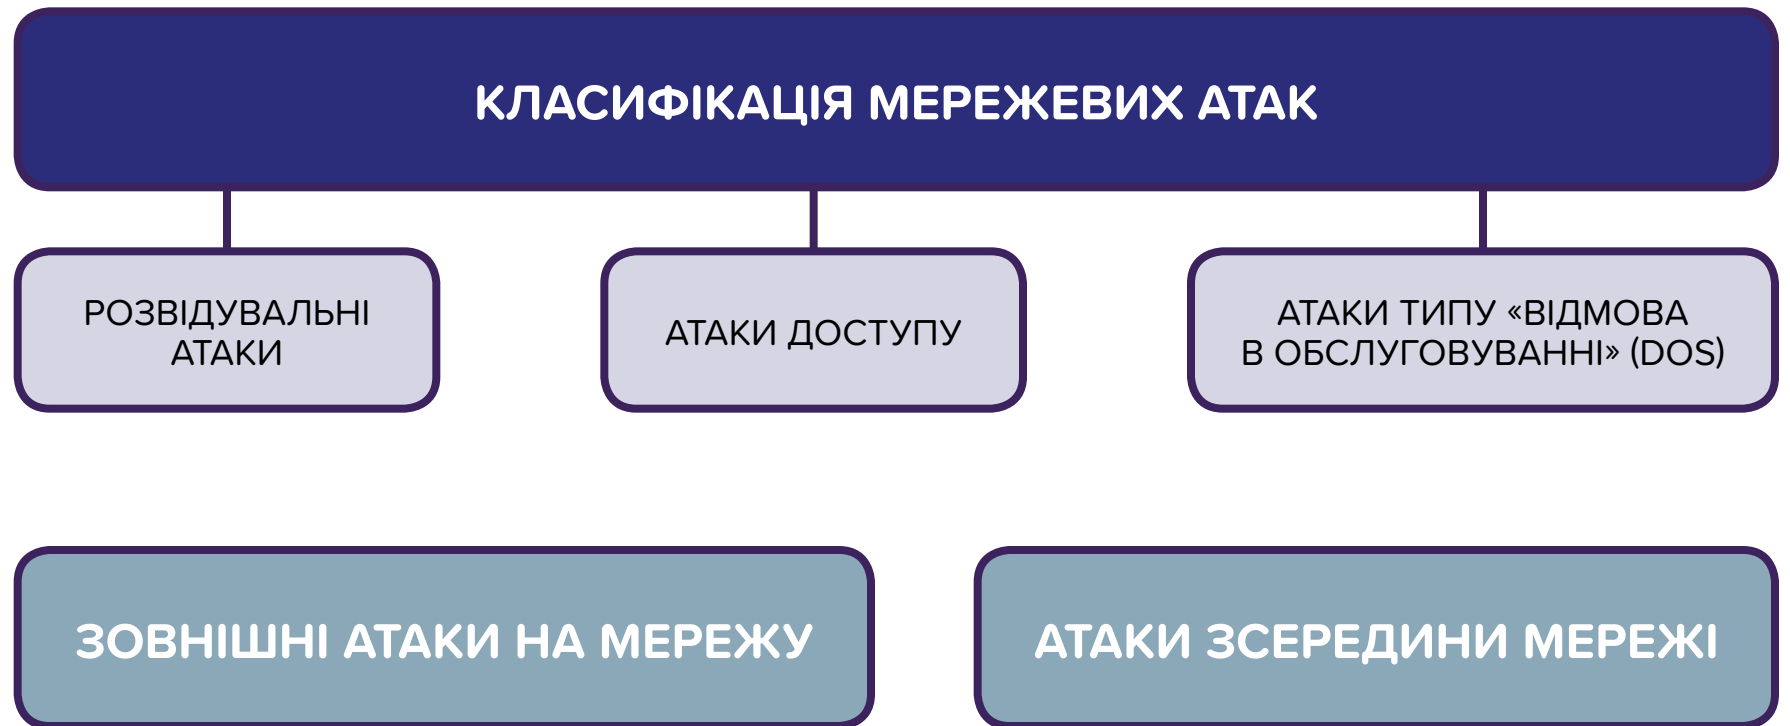 КЛАСИФІКАЦІЯ МЕРЕЖЕВИХ АТАК
РОЗВІДУВАЛЬНІ
АТАКИ
АТАКИ ДОСТУПУ
АТАКИ ТИПУ «ВІДМОВА
В ОБСЛУГОВУВАННІ» (DOS)
ЗОВНІШНІ АТАКИ НА МЕРЕЖУ
АТАКИ ЗСЕРЕДИНИ МЕРЕЖІ